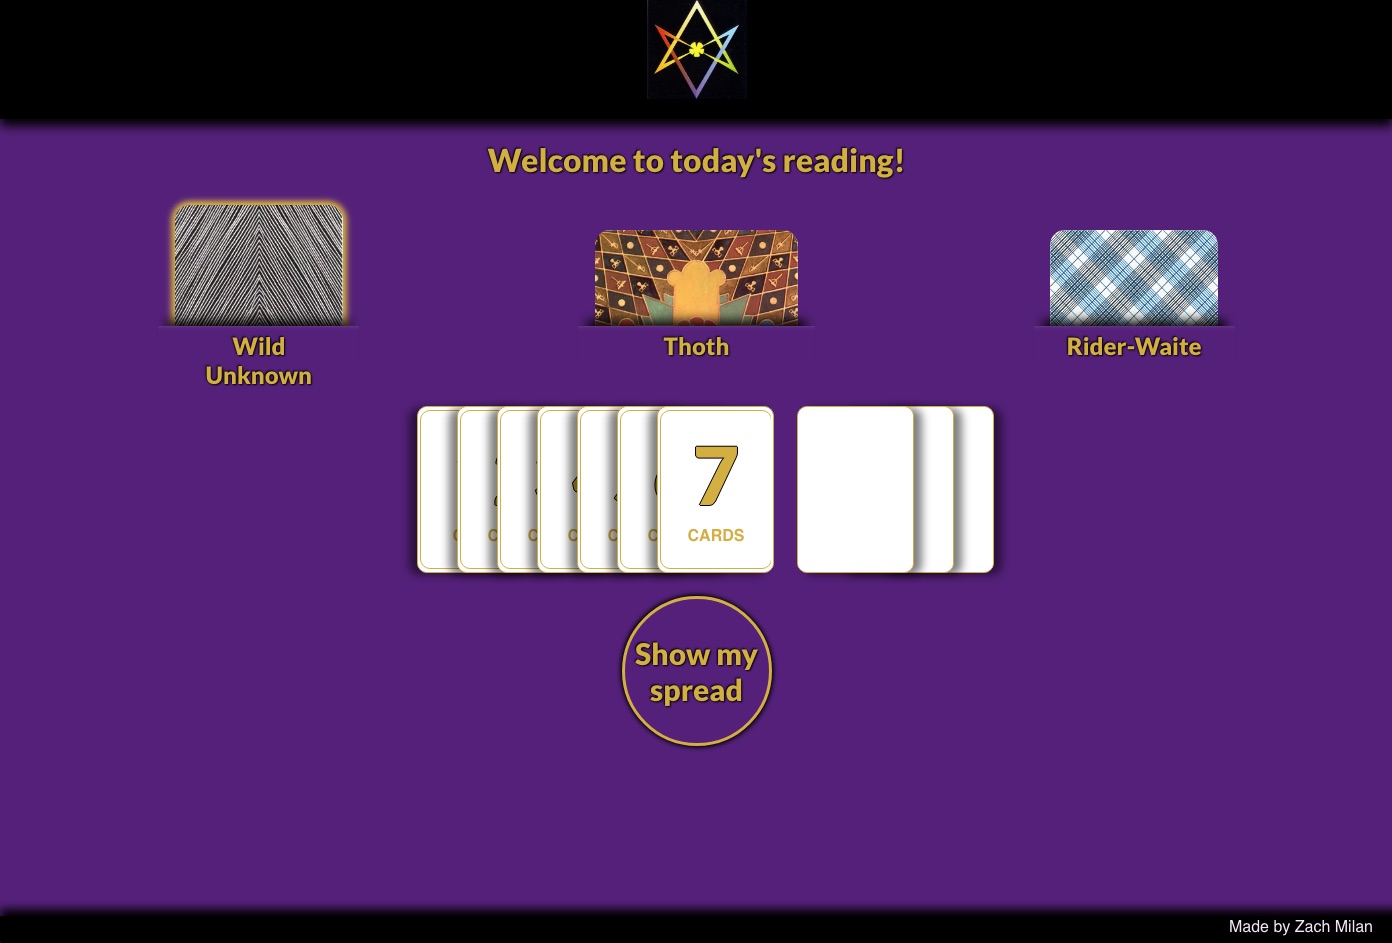 Welcome to today's reading!
Wild
Unknown
Thoth
Rider-Waite
7
CARDS
Show my
spread
Made by Zach Milan